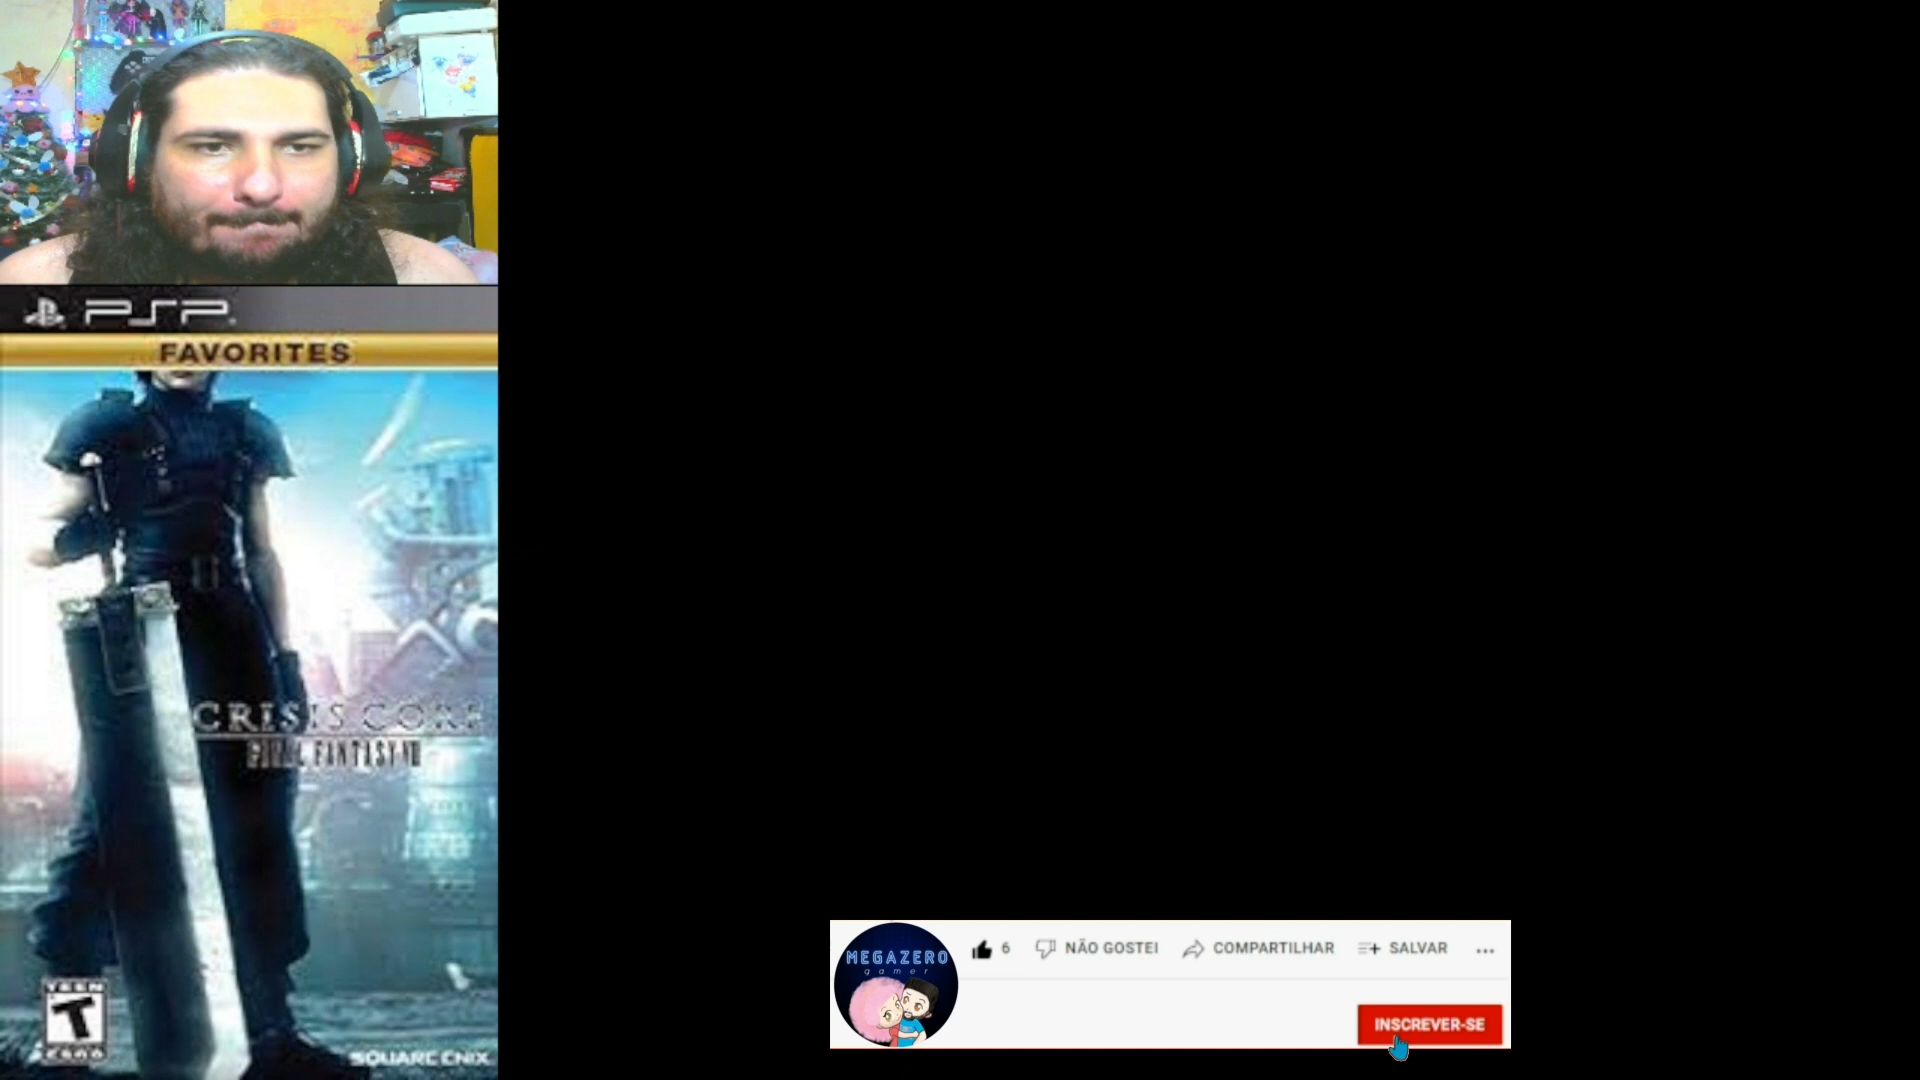 PSP
FAVORITES
CRISIS CORE
FINAL FANTASY VII
TEEN
T
ESRB
SQUARE ENIX
MEGAZERO
gamer
6
NÃO GOSTEI
COMPARTILHAR
SALVAR
...
INSCREVER-SE